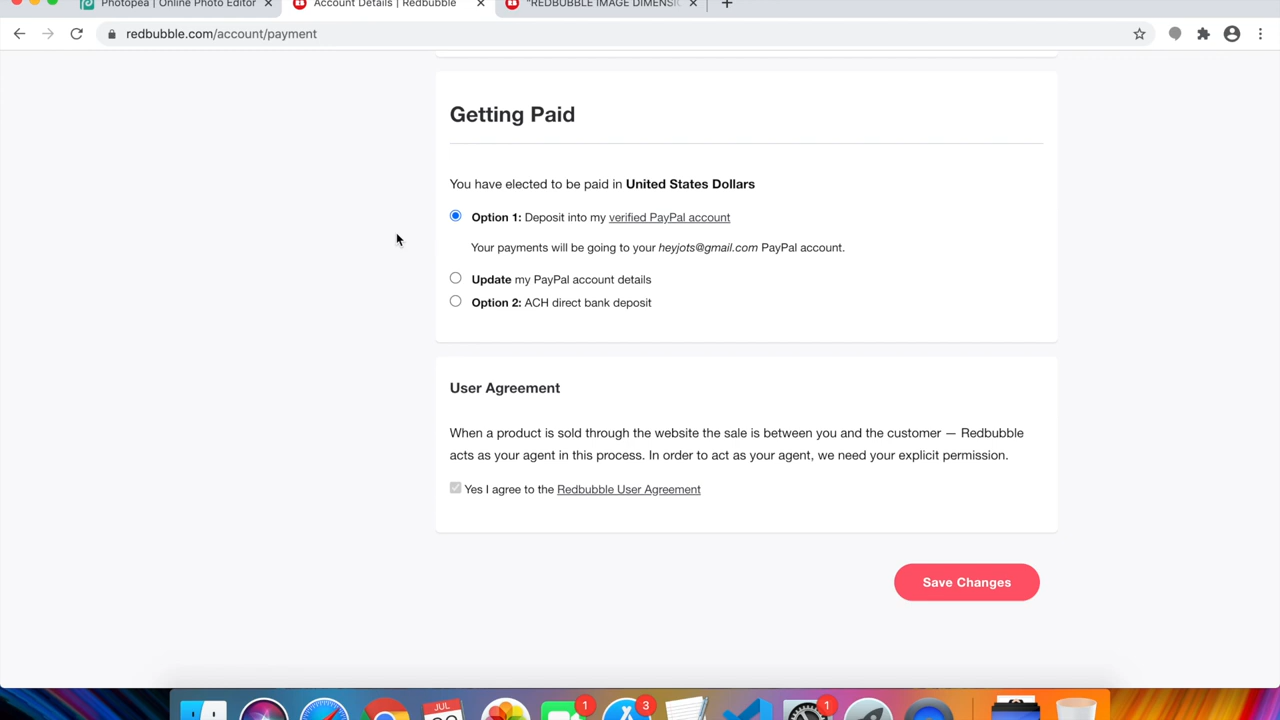 Photopea | Online Photo Editor
Account Details | Redbubble
"REDBUBBLE IMAGE DIMENSI
redbubble.com/account/payment
Getting Paid
You have elected to be paid in United States Dollars
Option 1: Deposit into my verified PayPal account
Your payments will be going to your heyjots@gmail.com PayPal account.
Update my PayPal account details
Option 2: ACH direct bank deposit
User Agreement
When a product is sold through the website the sale is between you and the customer — Redbubble
acts as your agent in this process. In order to act as your agent, we need your explicit permission.
Yes I agree to the Redbubble User Agreement
Save Changes
JUL
1
3
1